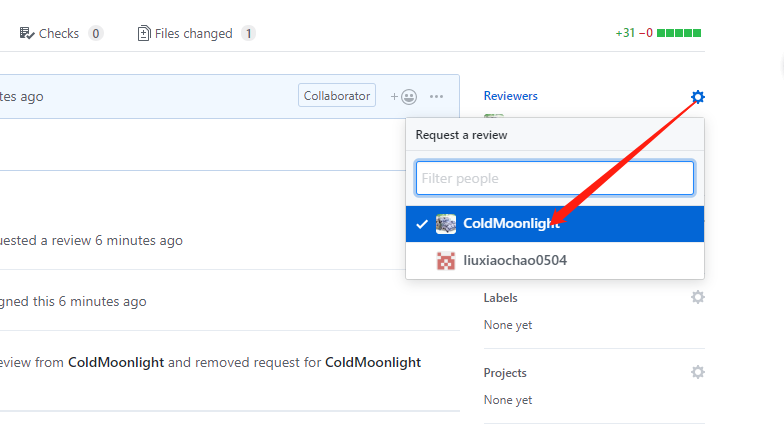 Checks 0 Files changed 1 +31 −0
tes ago Collaborator + ···
Reviewers
Request a review
Filter people
ColdMoonlight
liuxiaochao0504
uested a review 6 minutes ago
gned this 6 minutes ago
Labels
None yet
eview from ColdMoonlight and removed request for ColdMoonlight
Projects
None yet